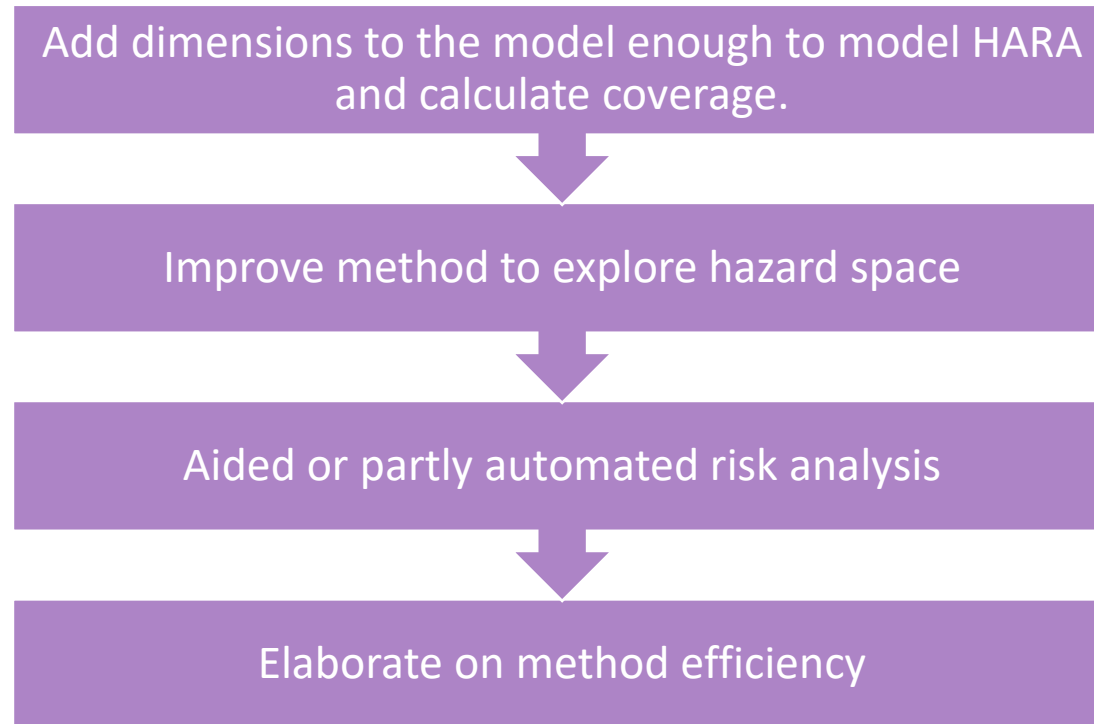 Add dimensions to the model enough to model HARA
and calculate coverage.
Improve method to explore hazard space
Aided or partly automated risk analysis
Elaborate on method efficiency